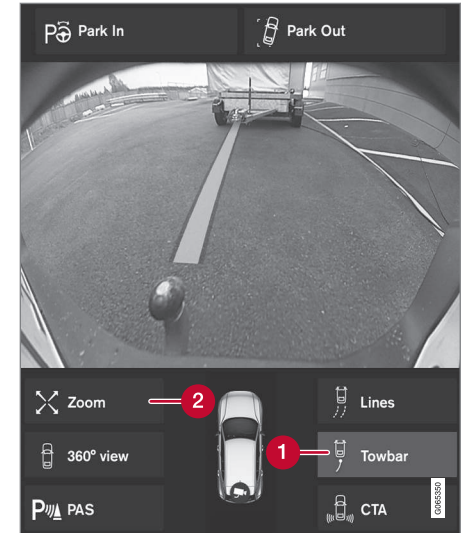 Park In
Park Out
Zoom
2
Lines
360° view
1
Towbar
PAS
CTA
G065350